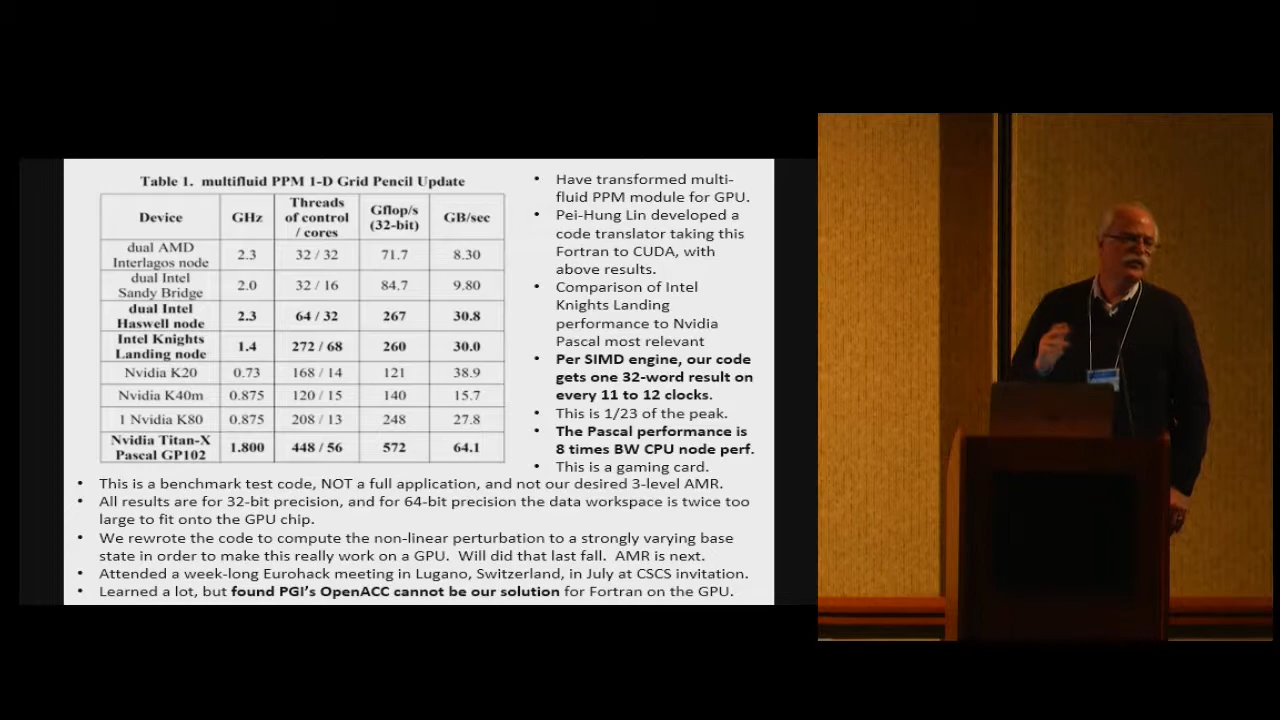 Table 1. multifluid PPM 1-D Grid Pencil Update
Device GHz Threads of control / cores Gflop/s (32-bit) GB/sec
dual AMD Interlagos node 2.3 32 / 32 71.7 8.30
dual Intel Sandy Bridge 2.0 32 / 16 84.7 9.80
dual Intel Haswell node 2.3 64 / 32 267 30.8
Intel Knights Landing node 1.4 272 / 68 260 30.0
Nvidia K20 0.73 168 / 14 121 38.9
Nvidia K40m 0.875 120 / 15 140 15.7
1 Nvidia K80 0.875 208 / 13 248 27.8
Nvidia Titan-X Pascal GP102 1.800 448 / 56 572 64.1
• Have transformed multi-
fluid PPM module for GPU.
• Pei-Hung Lin developed a
code translator taking this
Fortran to CUDA, with
above results.
• Comparison of Intel
Knights Landing
performance to Nvidia
Pascal most relevant
• Per SIMD engine, our code
gets one 32-word result on
every 11 to 12 clocks.
• This is 1/23 of the peak.
• The Pascal performance is
8 times BW CPU node perf.
• This is a gaming card.
• This is a benchmark test code, NOT a full application, and not our desired 3-level AMR.
• All results are for 32-bit precision, and for 64-bit precision the data workspace is twice too
large to fit onto the GPU chip.
• We rewrote the code to compute the non-linear perturbation to a strongly varying base
state in order to make this really work on a GPU. Will did that last fall. AMR is next.
• Attended a week-long Eurohack meeting in Lugano, Switzerland, in July at CSCS invitation.
• Learned a lot, but found PGI's OpenACC cannot be our solution for Fortran on the GPU.